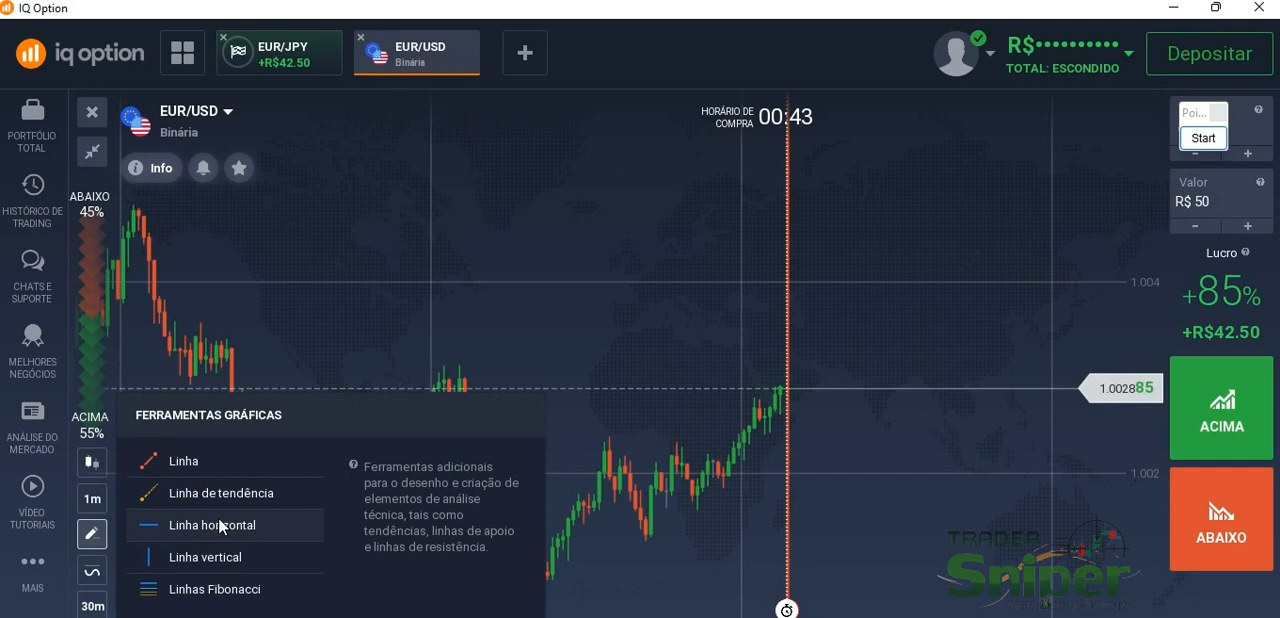 IQ Option
iq option
EUR/JPY
+R$42.50
EUR/USD
Binária
R$••••••••••
TOTAL: ESCONDIDO
Depositar
PORTFÓLIO
TOTAL
HISTÓRICO DE
TRADING
CHATS E
SUPORTE
MELHORES
NEGÓCIOS
ANÁLISE DO
MERCADO
VÍDEO
TUTORIAIS
MAIS
EUR/USD
Binária
Info
ABAIXO
45%
ACIMA
55%
1m
30m
HORÁRIO DE
COMPRA
00:43
FERRAMENTAS GRÁFICAS
Linha
Linha de tendência
Linha horizontal
Linha vertical
Linhas Fibonacci
Ferramentas adicionais
para o desenho e criação de
elementos de análise
técnica, tais como
tendências, linhas de apoio
e linhas de resistência.
1.004
1.002885
1.002
TRADER
Sniper
Poi...
Start
- +
Valor
R$ 50
- +
Lucro
+85%
+R$42.50
ACIMA
ABAIXO